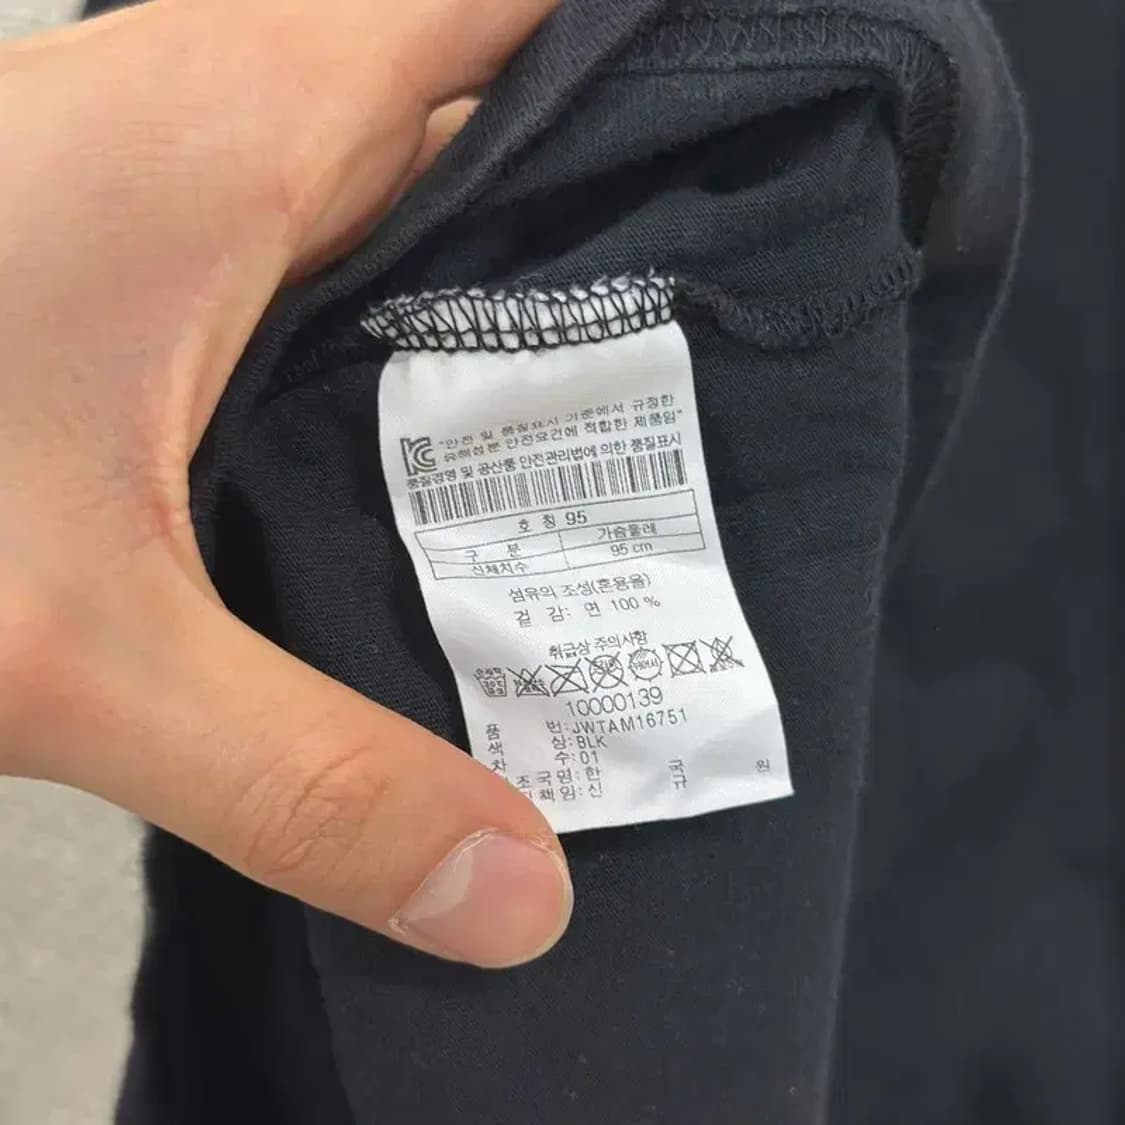 "안전 및 품질표시 기준에서 규정한
유해성분 안전요건에 적합한 제품임"
품질경영 및 공산품 안전관리법에 의한 품질표시
호 칭 95
구 분 가슴둘레
신체치수 95 cm
섬유의 조성(혼용율)
겉 감: 면 100 %
취급상 주의사항
10000139
품 번:JWTAM16751
색 상:BLK
차 수:01
조국명:한 국
책임:신 규 원